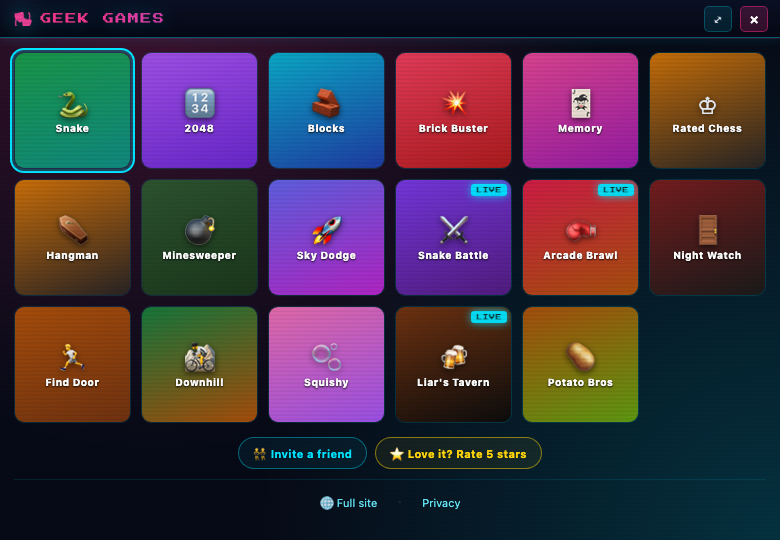 GEEK GAMES
Snake
2048
Blocks
Brick Buster
Memory
Rated Chess
Hangman
Minesweeper
Sky Dodge
LIVE
Snake Battle
LIVE
Arcade Brawl
Night Watch
Find Door
Downhill
Squishy
LIVE
Liar's Tavern
Potato Bros
Invite a friend
Love it? Rate 5 stars
Full site · Privacy